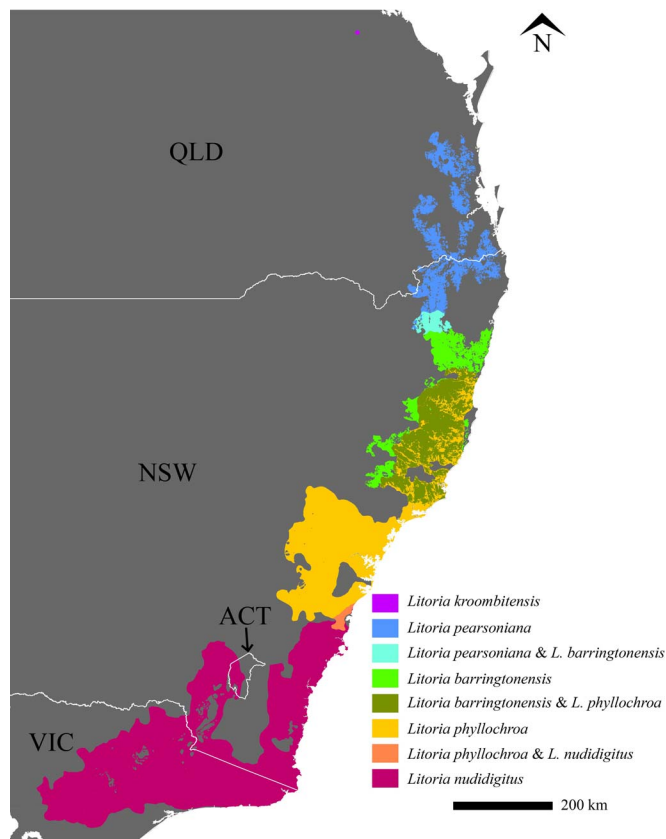 N
QLD
NSW
ACT
VIC
Litoria kroombitensis
Litoria pearsoniana
Litoria pearsoniana & L. barringtonensis
Litoria barringtonensis
Litoria barringtonensis & L. phyllochroa
Litoria phyllochroa
Litoria phyllochroa & L. nudidigitus
Litoria nudidigitus
200 km